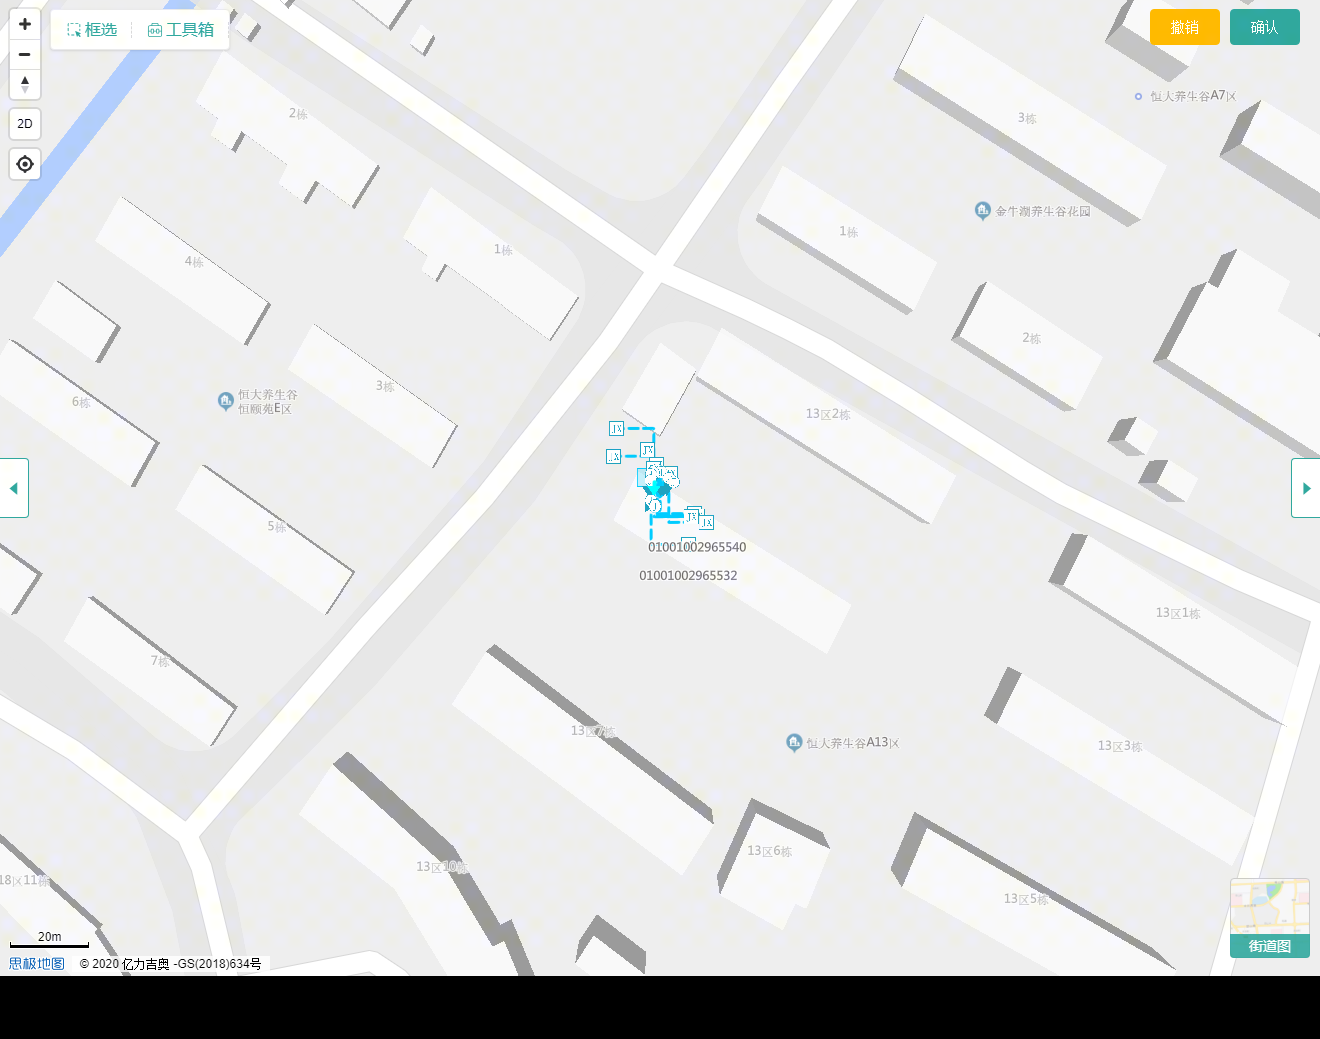 框选
工具箱
撤销
确认
2D
恒大养生谷A7区
2栋
3栋
金牛湖养生谷花园
1栋
1栋
4栋
2栋
3栋
恒大养生谷
恒颐苑E区
6栋
13区2栋
JX
JX
JX
5栋
JX
JX
01001002965540
01001002965532
13区1栋
7栋
13区7栋
恒大养生谷A13区
13区3栋
13区6栋
13区10栋
18区11栋
13区5栋
20m
街道图
思极地图
© 2020 亿力吉奥 -GS(2018)634号